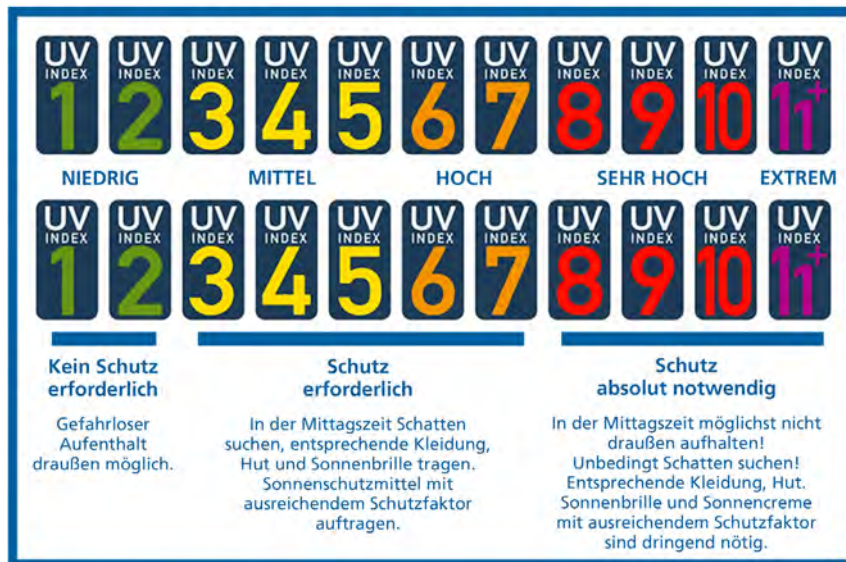 UV UV UV UV UV UV UV UV UV UV UV
INDEX INDEX INDEX INDEX INDEX INDEX INDEX INDEX INDEX INDEX INDEX
1 2 3 4 5 6 7 8 9 10 11+
NIEDRIG MITTEL HOCH SEHR HOCH EXTREM
UV UV UV UV UV UV UV UV UV UV UV
INDEX INDEX INDEX INDEX INDEX INDEX INDEX INDEX INDEX INDEX INDEX
1 2 3 4 5 6 7 8 9 10 11+
Kein Schutz
erforderlich
Gefahrloser
Aufenthalt
draußen möglich.
Schutz
erforderlich
In der Mittagszeit Schatten
suchen, entsprechende Kleidung,
Hut und Sonnenbrille tragen.
Sonnenschutzmittel mit
ausreichendem Schutzfaktor
auftragen.
Schutz
absolut notwendig
In der Mittagszeit möglichst nicht
draußen aufhalten!
Unbedingt Schatten suchen!
Entsprechende Kleidung, Hut.
Sonnenbrille und Sonnencreme
mit ausreichendem Schutzfaktor
sind dringend nötig.